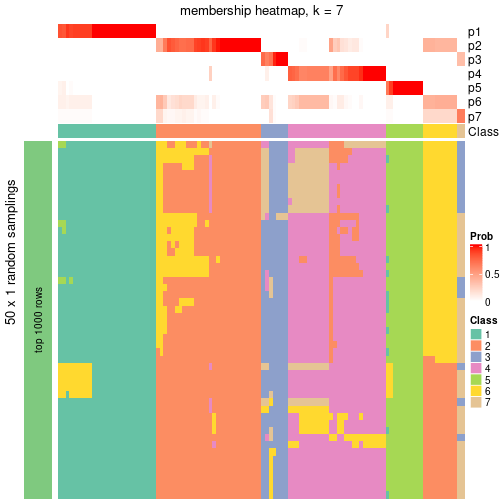 membership heatmap, k = 7
p1
p2
p3
p4
p5
p6
p7
Class
50 x 1 random samplings
top 1000 rows
Prob
1
0.5
0
Class
1
2
3
4
5
6
7